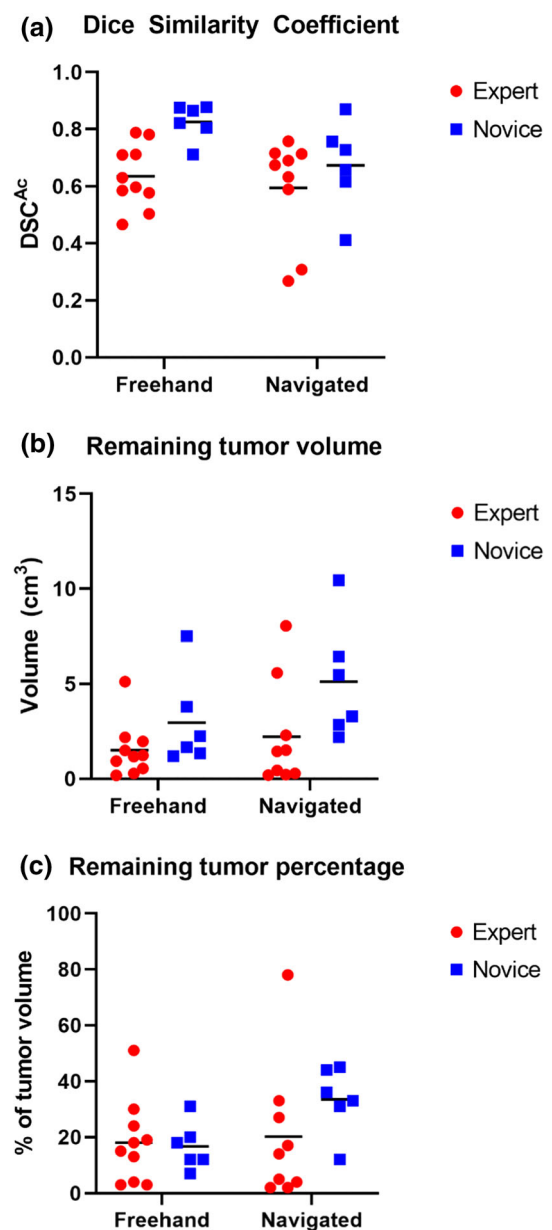 (a) Dice Similarity Coefficient
1.0
0.8
0.6
0.4
0.2
0.0
DSC^Ac
Freehand Navigated
Expert
Novice
(b) Remaining tumor volume
15
10
5
0
Volume (cm³)
Freehand Navigated
Expert
Novice
(c) Remaining tumor percentage
100
80
60
40
20
0
% of tumor volume
Freehand Navigated
Expert
Novice